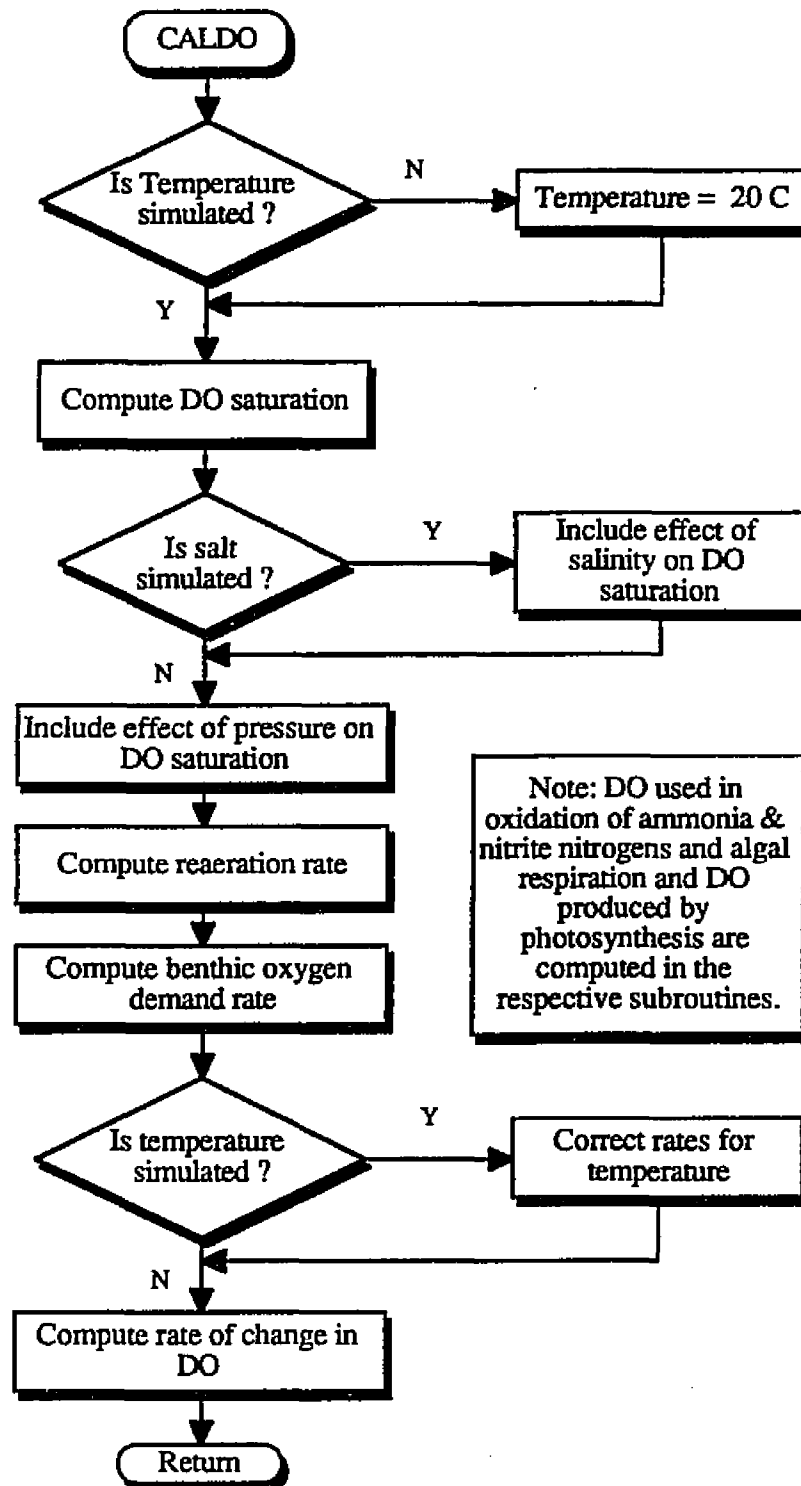 CALDO
Is Temperature
simulated ?
N
Temperature = 20 C
Y
Compute DO saturation
Is salt
simulated ?
Y
Include effect of
salinity on DO
saturation
N
Include effect of pressure on
DO saturation
Note: DO used in
oxidation of ammonia &
nitrite nitrogens and algal
respiration and DO
produced by
photosynthesis are
computed in the
respective subroutines.
Compute reaeration rate
Compute benthic oxygen
demand rate
Is temperature
simulated ?
Y
Correct rates for
temperature
N
Compute rate of change in
DO
Return